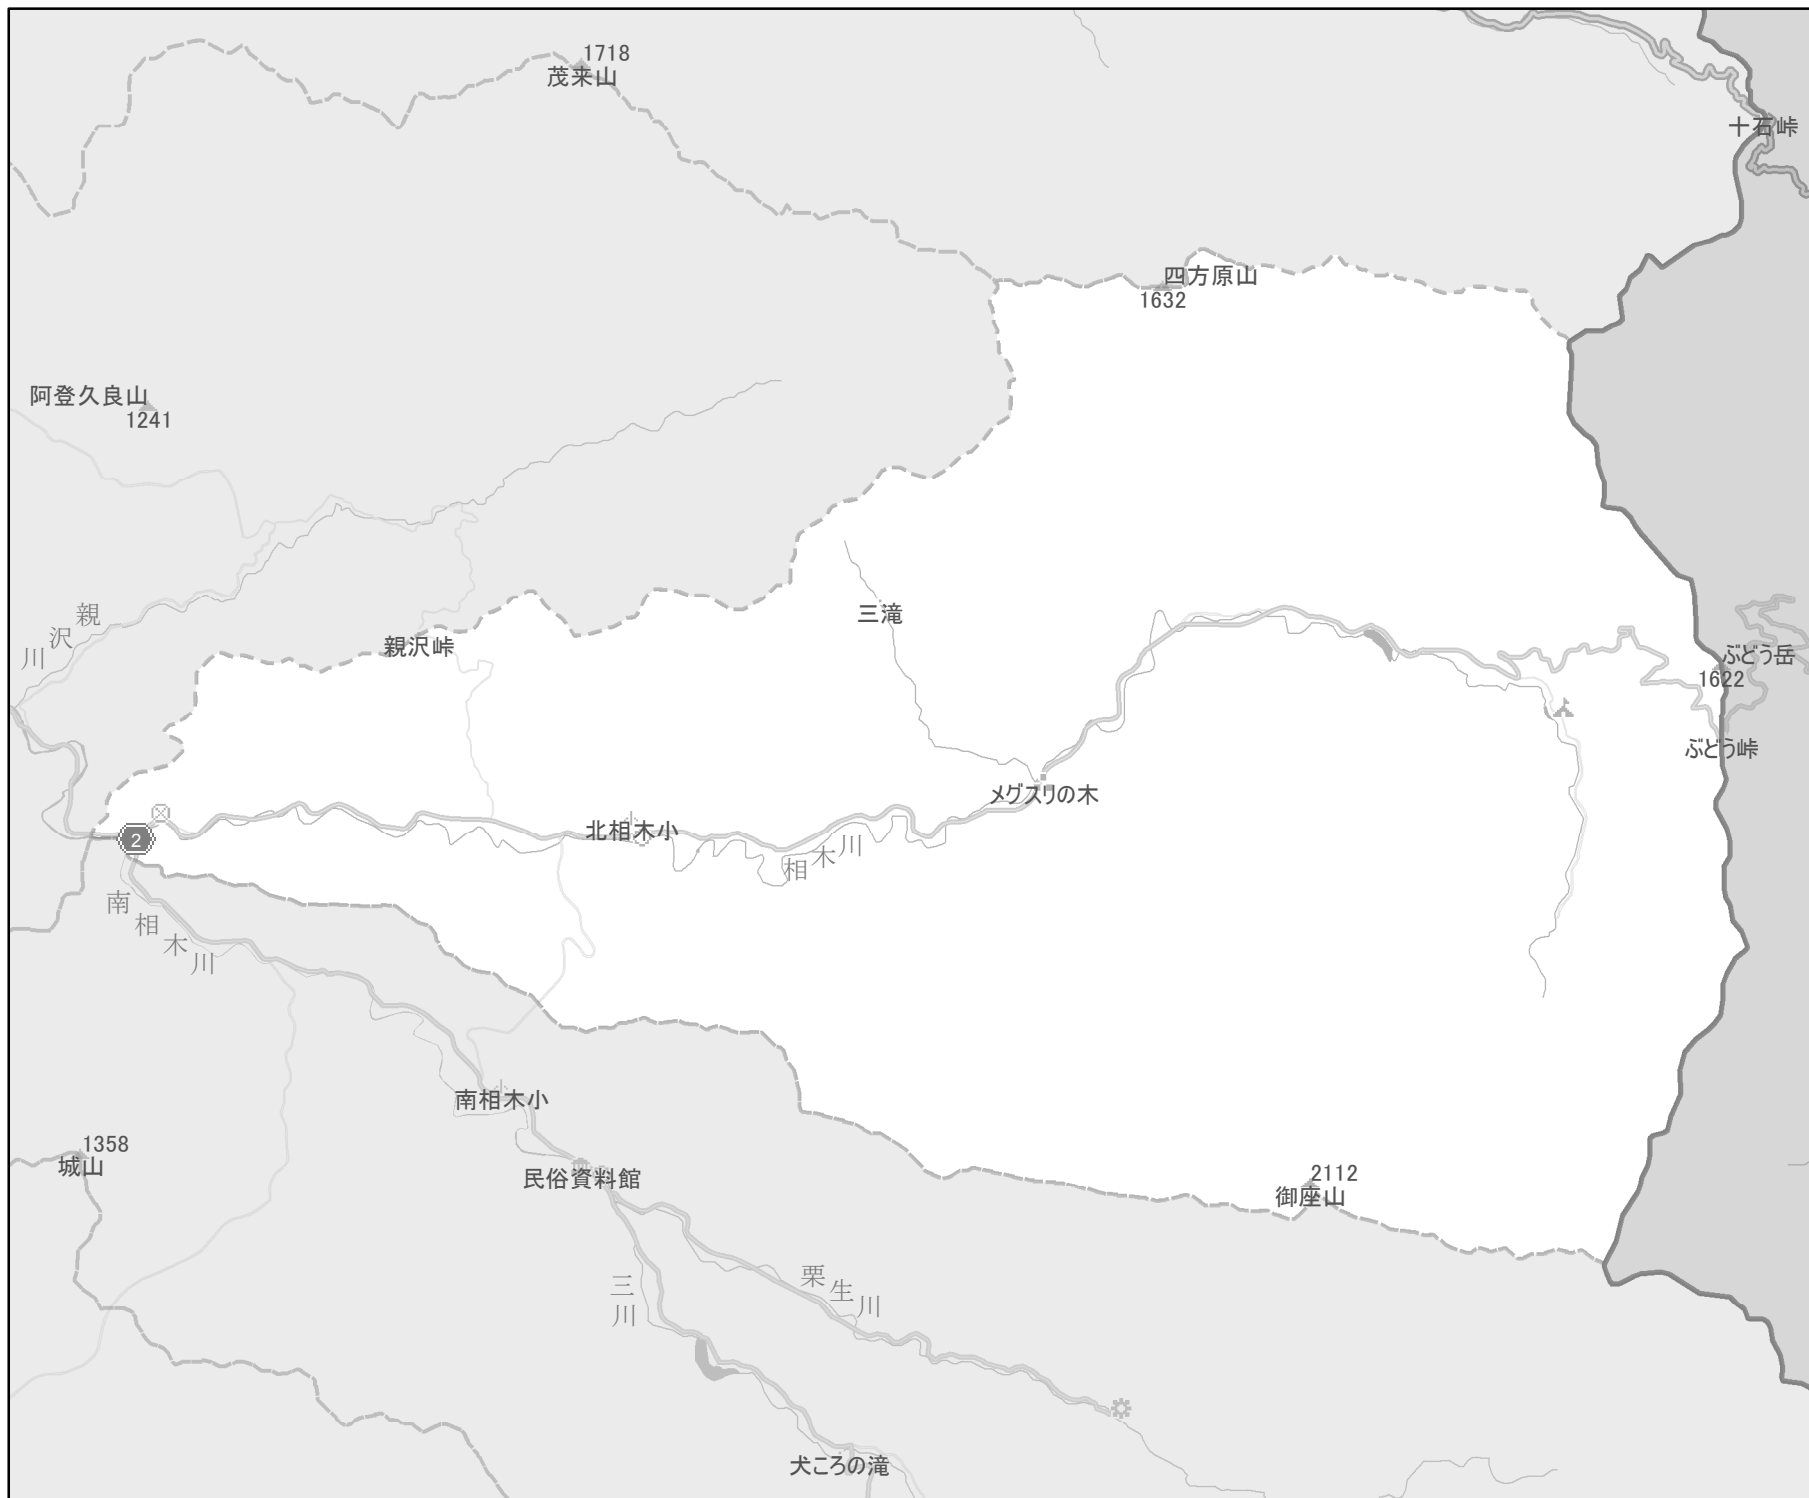 1718
茂来山
十石峠
四方原山
1632
阿登久良山
1241
親沢川
三滝
親沢峠
ぶどう岳
1622
ぶどう峠
メグスリの木
2
北相木小
相木川
南相木川
南相木小
1358
城山
民俗資料館
2112
御座山
栗生川
三川
犬ころの滝